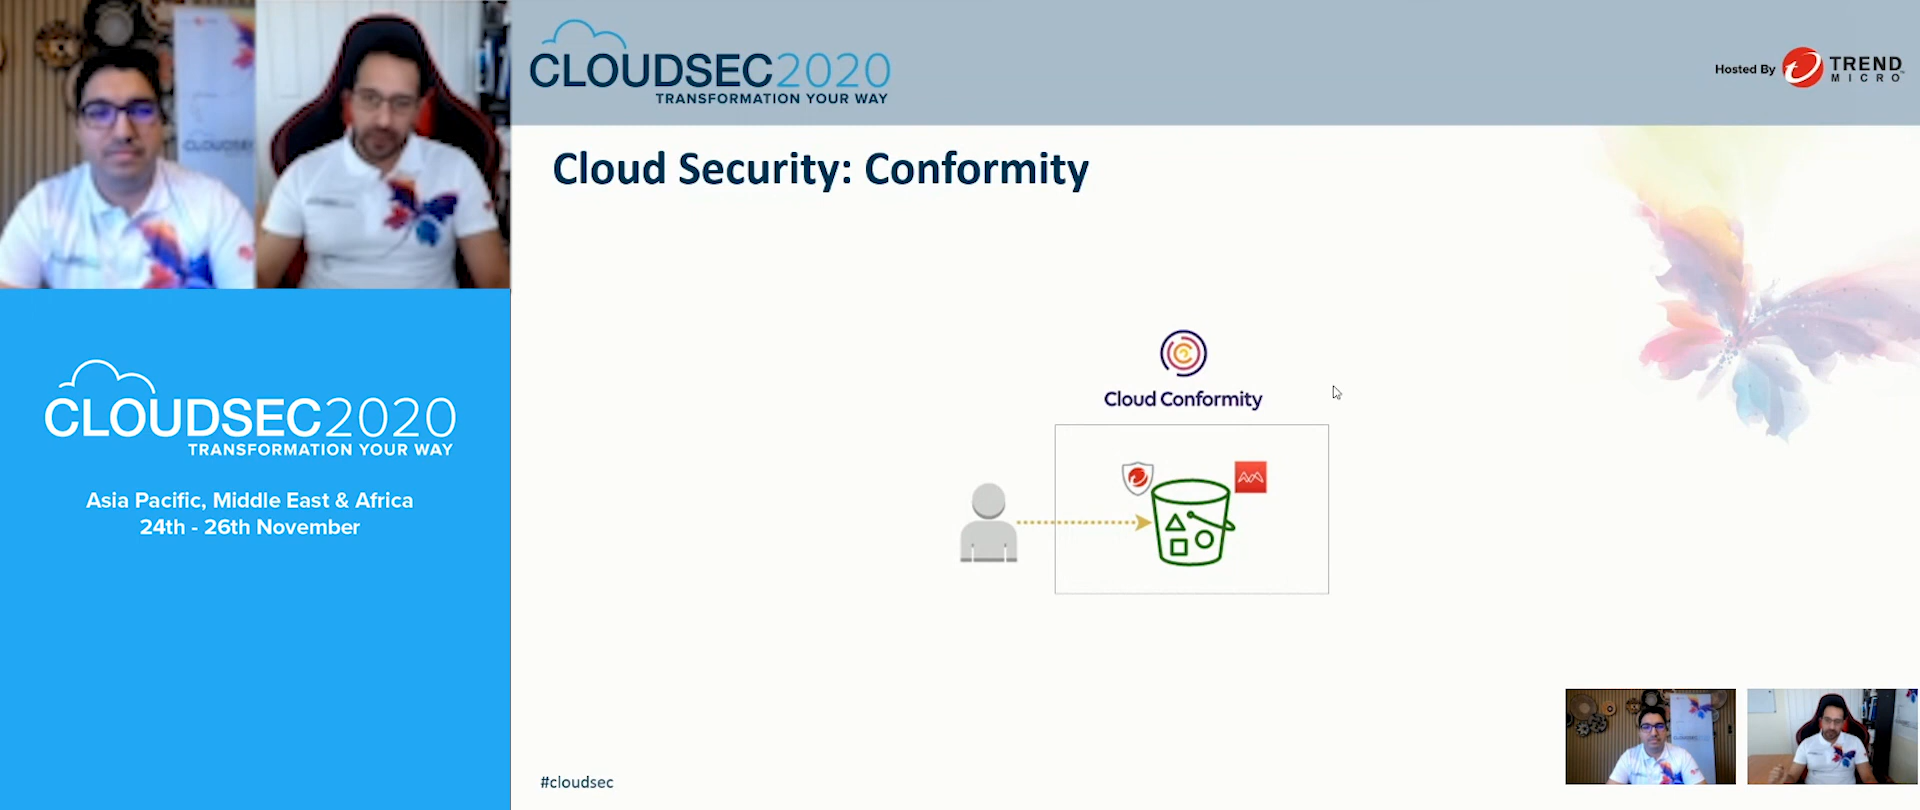 CLOUDSEC2020
TRANSFORMATION YOUR WAY
Asia Pacific, Middle East & Africa
24th - 26th November
CLOUDSEC2020
TRANSFORMATION YOUR WAY
Hosted By TREND MICRO
Cloud Security: Conformity
Cloud Conformity
#cloudsec
CLOUDSEC